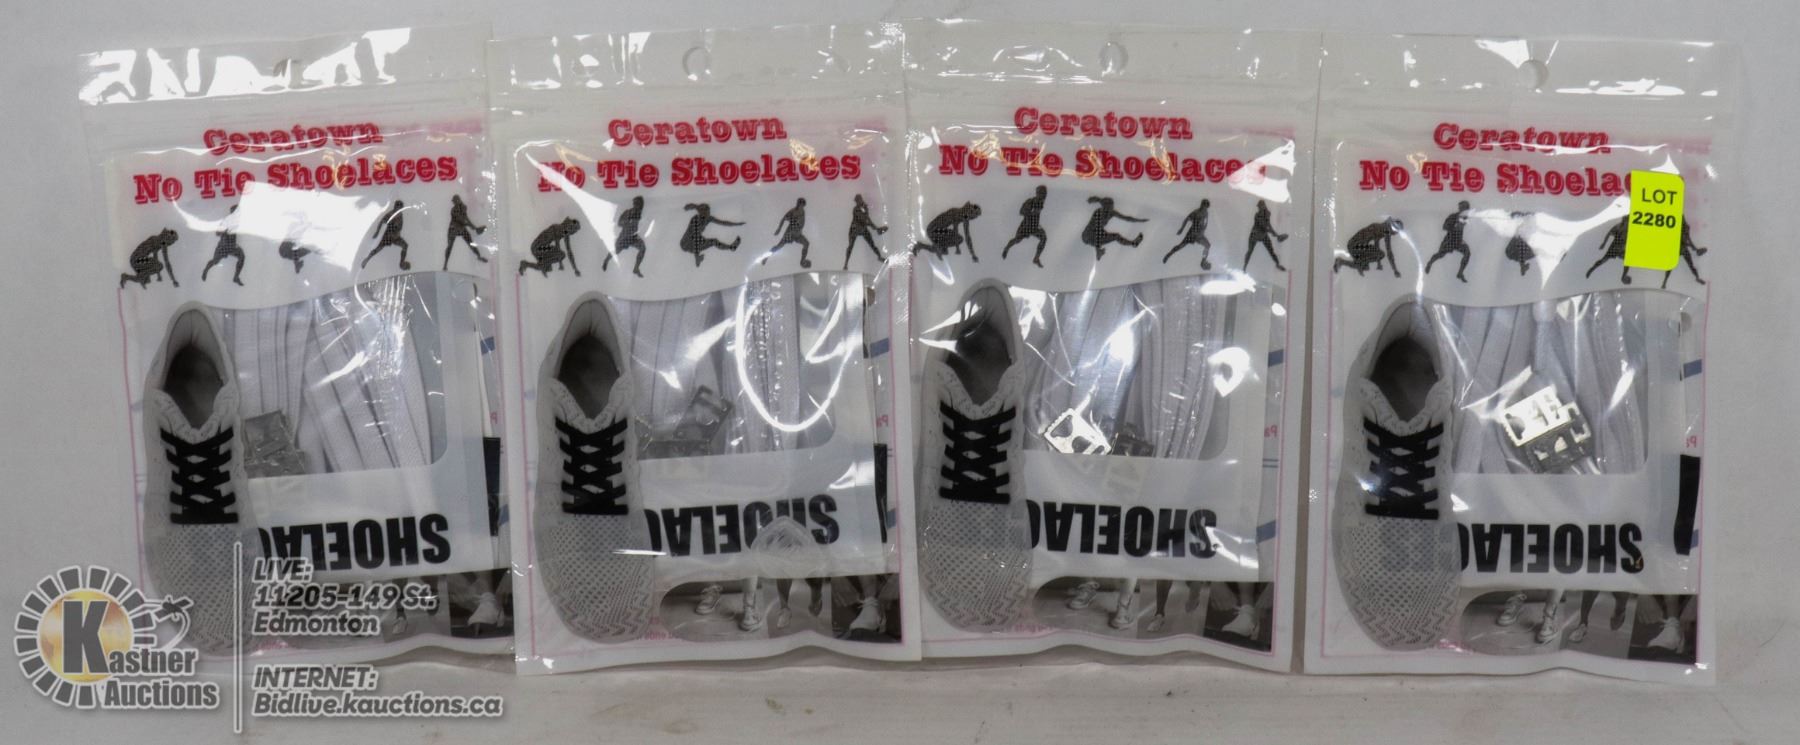 Ceratown
No Tie Shoelaces
SHOELAC
Ceratown
No Tie Shoelaces
SHOELAC
Ceratown
No Tie Shoelaces
SHOELAC
Ceratown
No Tie Shoelac
SHOELAC
LOT
2280
Kastner
Auctions
LIVE:
11205-149 St.
Edmonton
INTERNET:
Bidlive.kauctions.ca